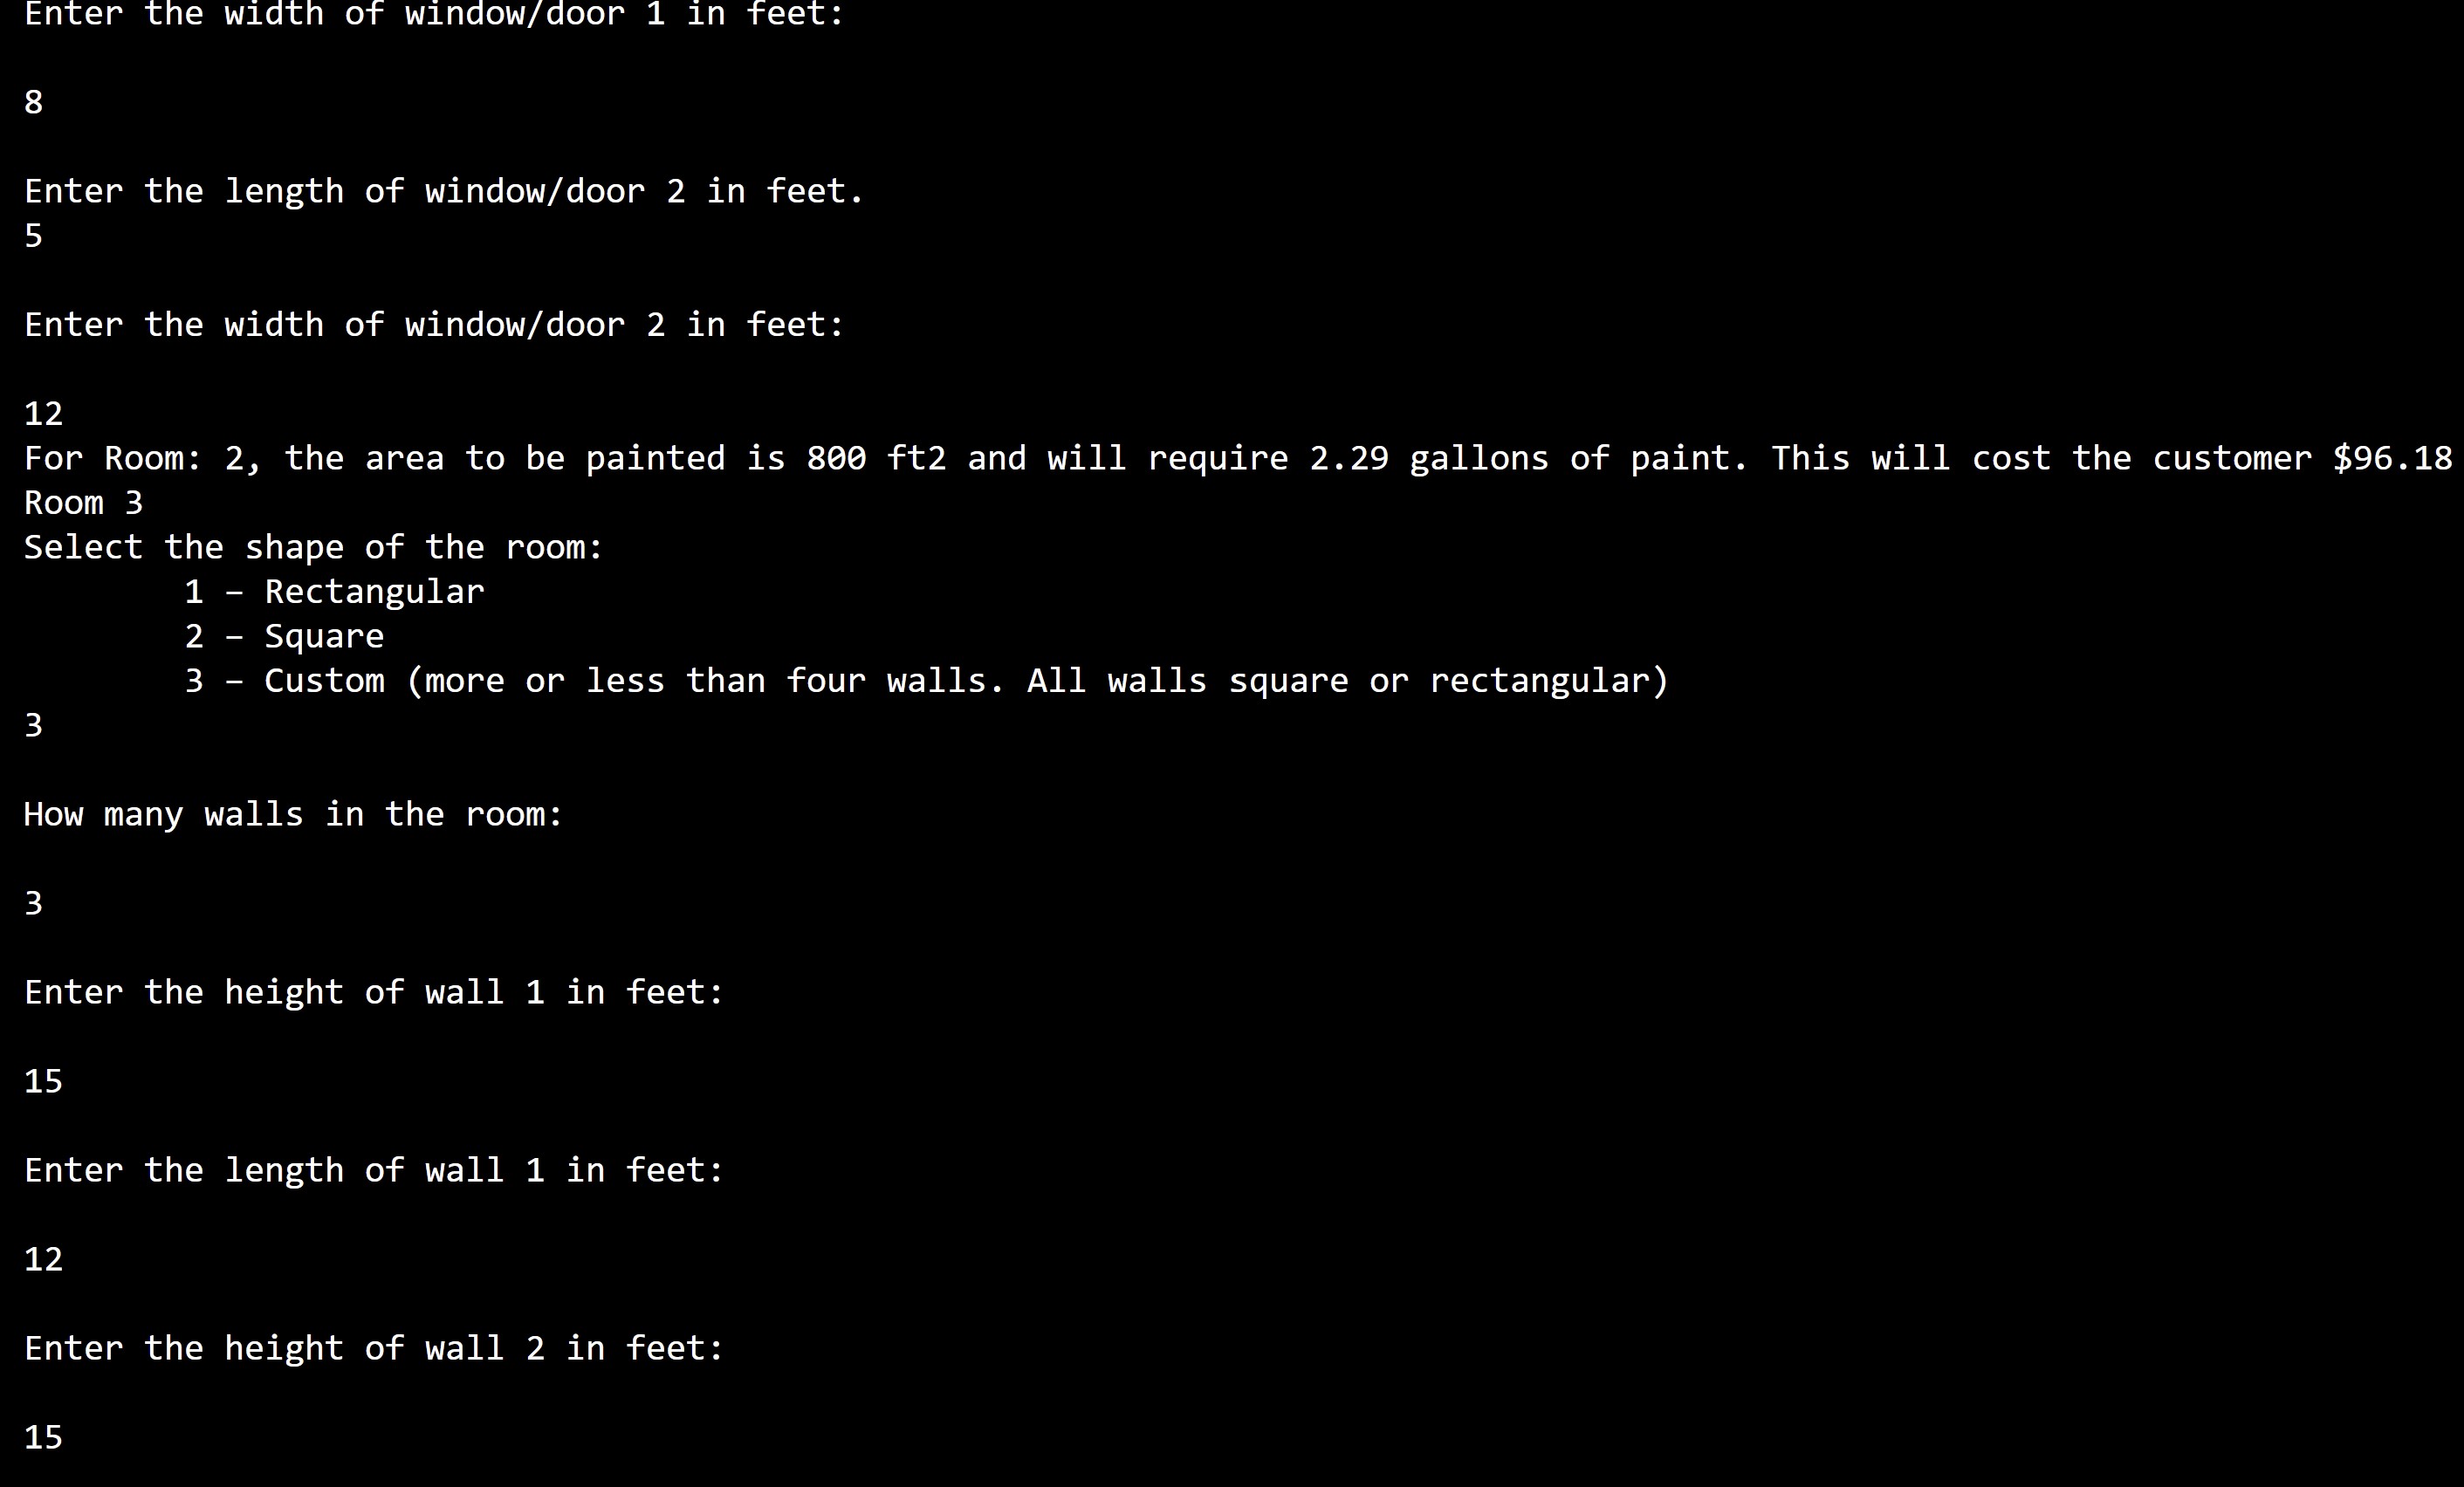 Enter the width of window/door 1 in feet:
8
Enter the length of window/door 2 in feet.
5
Enter the width of window/door 2 in feet:
12
For Room: 2, the area to be painted is 800 ft2 and will require 2.29 gallons of paint. This will cost the customer $96.18
Room 3
Select the shape of the room:
1 – Rectangular
2 – Square
3 – Custom (more or less than four walls. All walls square or rectangular)
3
How many walls in the room:
3
Enter the height of wall 1 in feet:
15
Enter the length of wall 1 in feet:
12
Enter the height of wall 2 in feet:
15